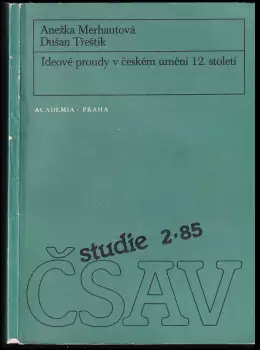 Anežka Merhautová
Dušan Třeštík
Ideové proudy v českém umění 12. století
ACADEMIA · PRAHA
studie 2·85
ČSAV